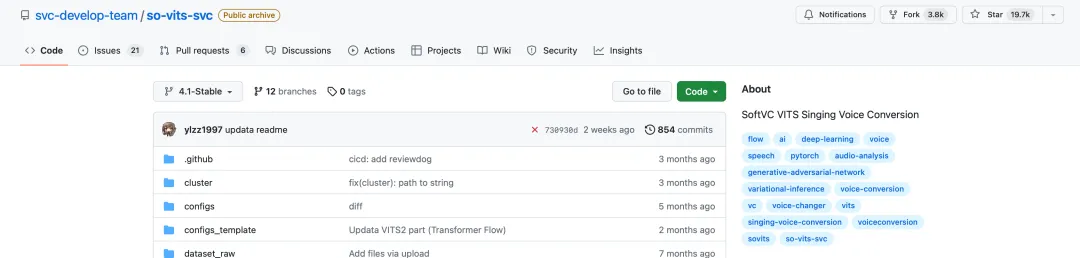 svc-develop-team / so-vits-svc Public archive Notifications Fork 3.8k Star 19.7k
Code Issues 21 Pull requests 6 Discussions Actions Projects Wiki Security Insights
4.1-Stable 12 branches 0 tags Go to file Code
ylzz1997 updata readme 730930d 2 weeks ago 854 commits
.github cicd: add reviewdog 3 months ago
cluster fix(cluster): path to string 3 months ago
configs diff 5 months ago
configs_template Updata VITS2 part (Transformer Flow) 2 months ago
dataset_raw Add files via upload 7 months ago
About
SoftVC VITS Singing Voice Conversion
flow ai deep-learning voice
speech pytorch audio-analysis
generative-adversarial-network
variational-inference voice-conversion
vc voice-changer vits
singing-voice-conversion voiceconversion
sovits so-vits-svc